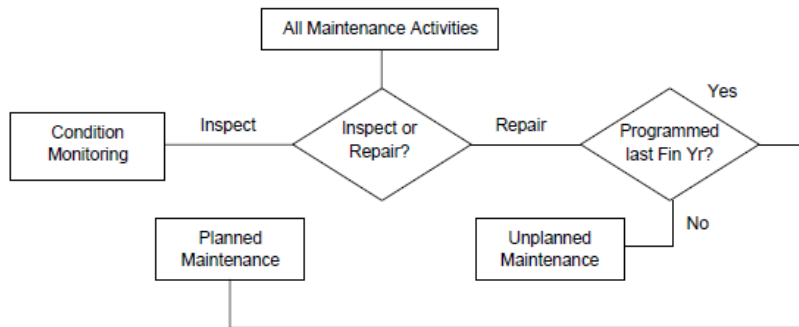 All Maintenance Activities
Yes
Condition
Monitoring
Inspect
Inspect or
Repair?
Repair
Programmed
last Fin Yr?
No
Planned
Maintenance
Unplanned
Maintenance